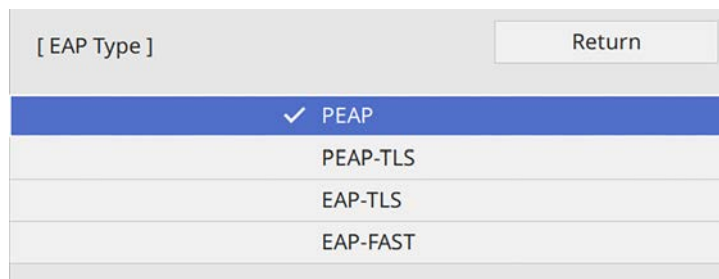 [ EAP Type ]
Return
PEAP
PEAP-TLS
EAP-TLS
EAP-FAST